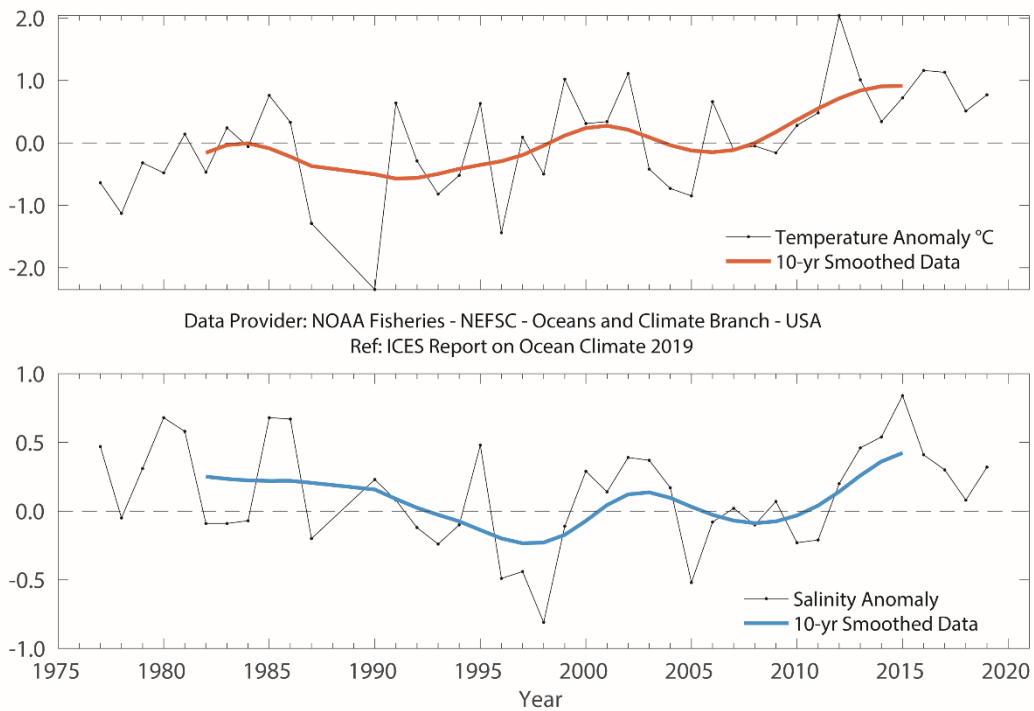 2.0
1.0
0.0
-1.0
-2.0
Temperature Anomaly °C
10-yr Smoothed Data
Data Provider: NOAA Fisheries - NEFSC - Oceans and Climate Branch - USA
Ref: ICES Report on Ocean Climate 2019
1.0
0.5
0.0
-0.5
-1.0
Salinity Anomaly
10-yr Smoothed Data
1975 1980 1985 1990 1995 2000 2005 2010 2015 2020
Year